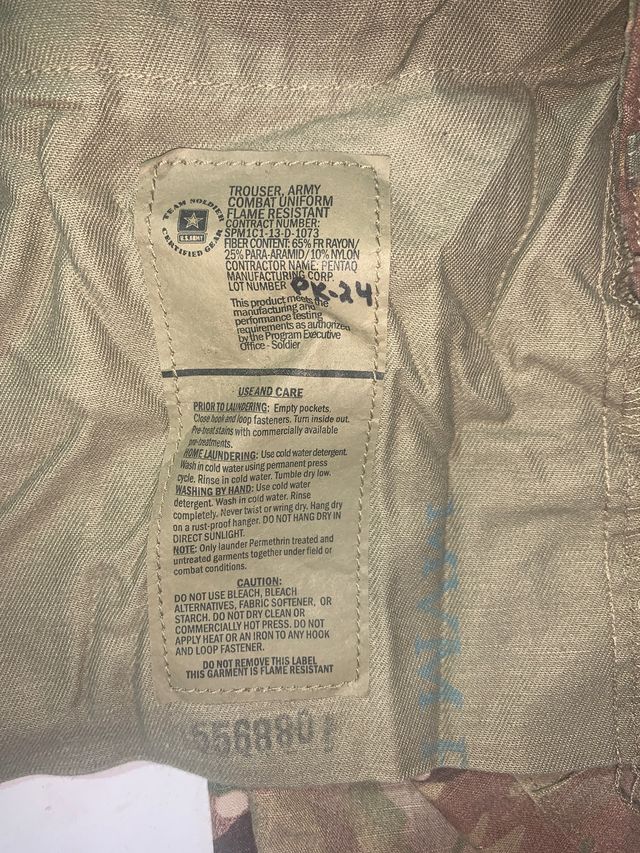 TEAM SOLDIER
U.S. ARMY
CERTIFIED GEAR
TROUSER, ARMY
COMBAT UNIFORM
FLAME RESISTANT
CONTRACT NUMBER:
SPM1C1-13-D-1073
FIBER CONTENT: 65% FR RAYON/
25% PARA-ARAMID/10% NYLON
CONTRACTOR NAME: PENTAQ
MANUFACTURING CORP.
LOT NUMBER PK-24
This product meets the
manufacturing and
performance testing
requirements as authorized
by the Program Executive
Office - Soldier
USE AND CARE
PRIOR TO LAUNDERING: Empty pockets.
Close hook and loop fasteners. Turn inside out.
Pre-treat stains with commercially available
pre-treatments.
HOME LAUNDERING: Use cold water detergent.
Wash in cold water using permanent press
cycle. Rinse in cold water. Tumble dry low.
WASHING BY HAND: Use cold water
detergent. Wash in cold water. Rinse
completely. Never twist or wring dry. Hang dry
on a rust-proof hanger. DO NOT HANG DRY IN
DIRECT SUNLIGHT.
NOTE: Only launder Permethrin treated and
untreated garments together under field or
combat conditions.
CAUTION:
DO NOT USE BLEACH, BLEACH
ALTERNATIVES, FABRIC SOFTENER, OR
STARCH. DO NOT DRY CLEAN OR
COMMERCIALLY HOT PRESS. DO NOT
APPLY HEAT OR AN IRON TO ANY HOOK
AND LOOP FASTENER.
DO NOT REMOVE THIS LABEL
THIS GARMENT IS FLAME RESISTANT
556880